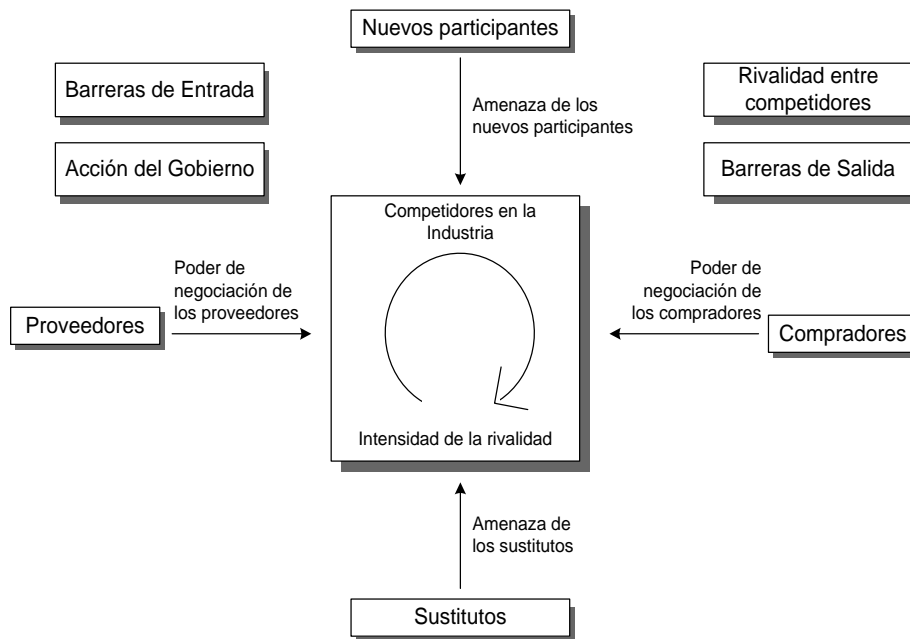 Nuevos participantes
Barreras de Entrada
Rivalidad entre
competidores
Amenaza de los
nuevos participantes
Acción del Gobierno
Barreras de Salida
Competidores en la
Industria
Poder de
negociación de
los proveedores
Poder de
negociación de
los compradores
Proveedores
Compradores
Intensidad de la rivalidad
Amenaza de
los sustitutos
Sustitutos